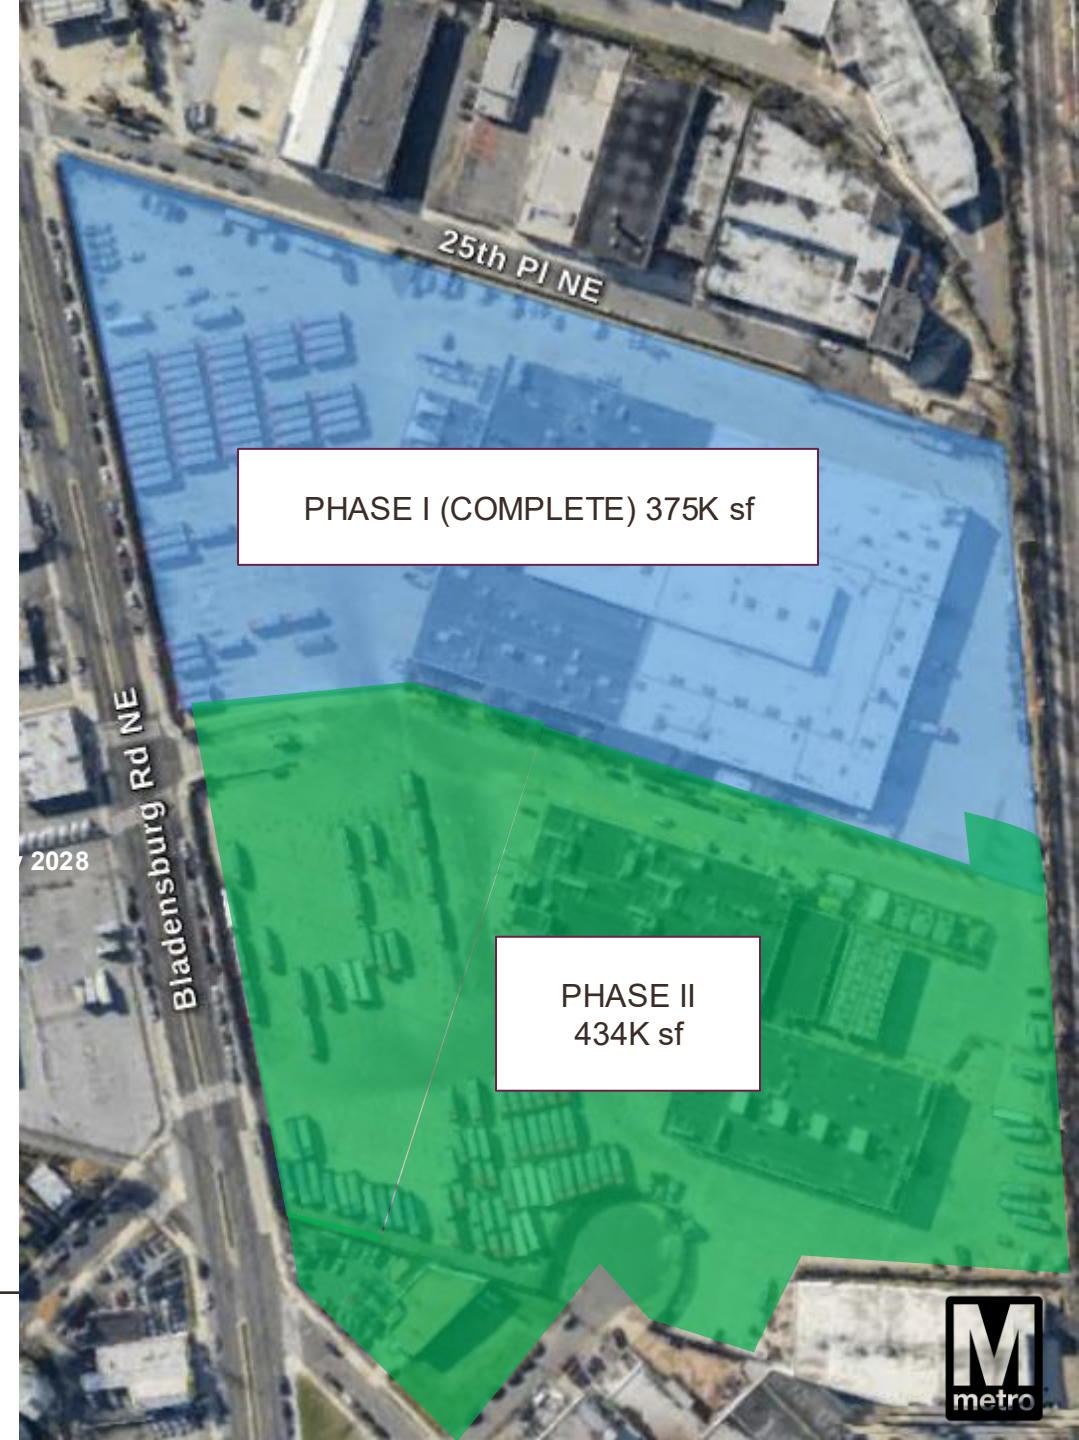 25th Pl NE
PHASE I (COMPLETE) 375K sf
Bladensburg Rd NE
2028
PHASE II
434K sf
M
metro